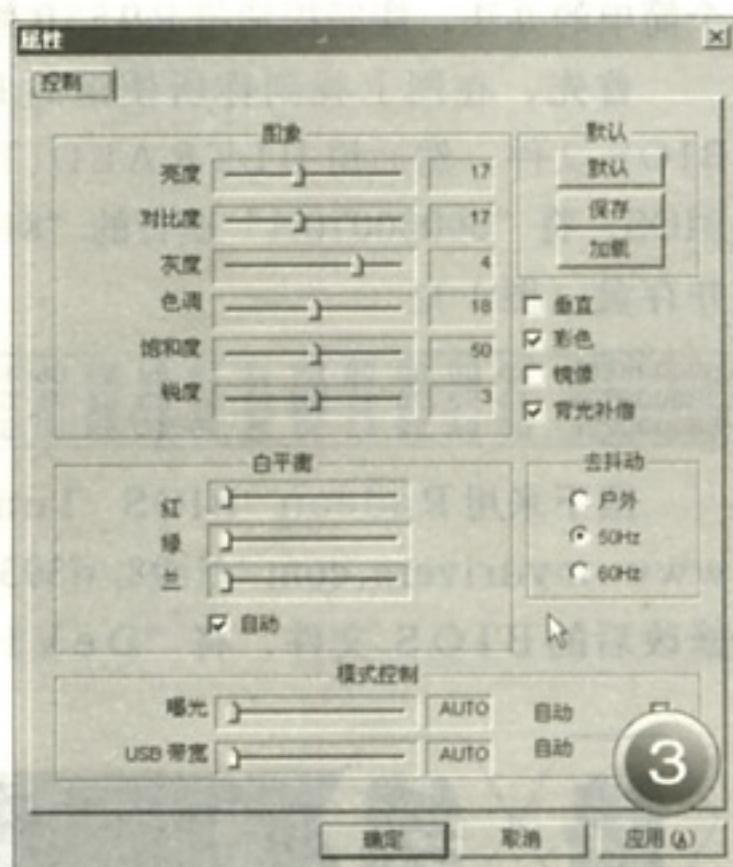 属性
控制
图象
亮度 17
对比度 17
灰度 4
色调 18
饱和度 50
锐度 3
默认
默认
保存
加载
垂直
彩色
镜像
背光补偿
白平衡
红
绿
兰
自动
去抖动
户外
50Hz
60Hz
模式控制
曝光 AUTO 自动
USB 带宽 AUTO 自动
3
确定 取消 应用(A)